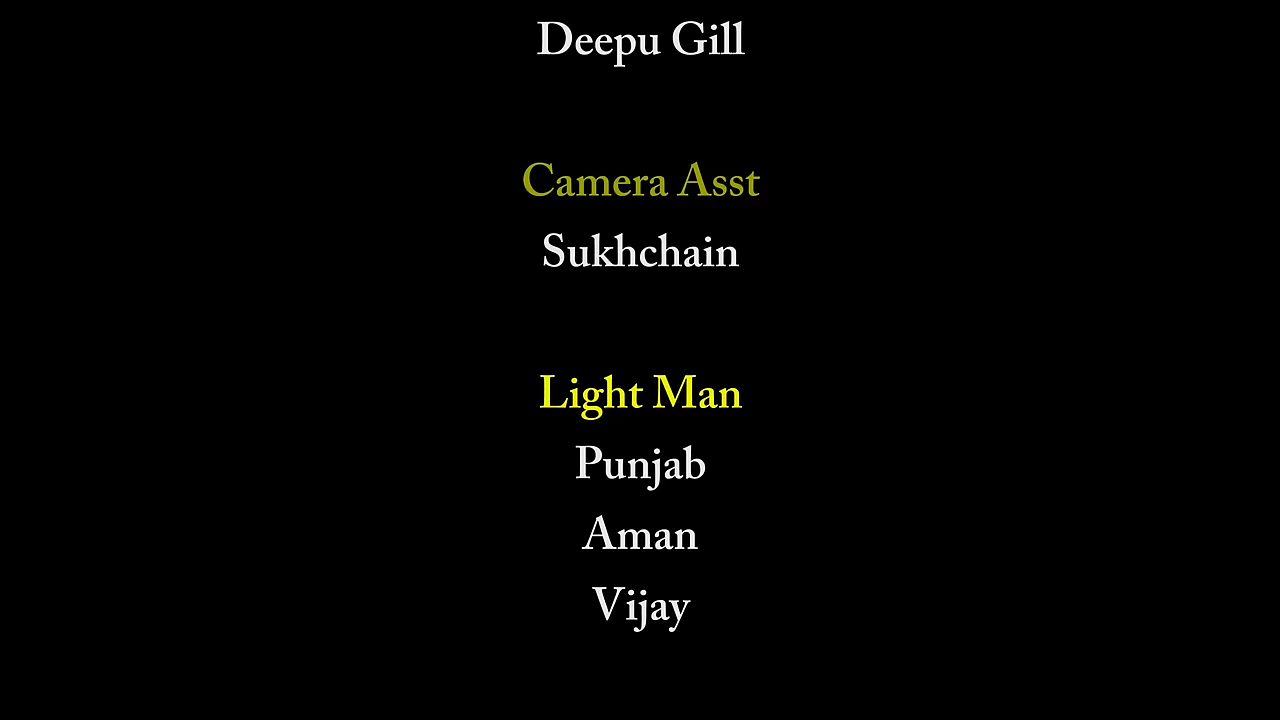 Deepu Gill
Camera Asst
Sukhchain
Light Man
Punjab
Aman
Vijay